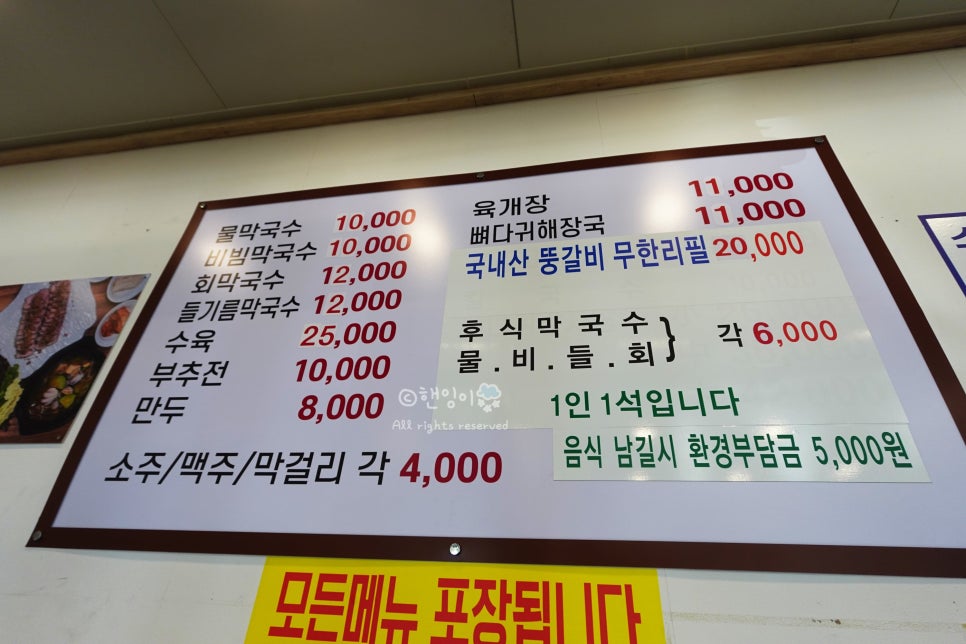 물막국수 10,000
비빔막국수 10,000
회막국수 12,000
들기름막국수 12,000
수육 25,000
부추전 10,000
만두 8,000
소주/맥주/막걸리 각 4,000
육개장 11,000
뼈다귀해장국 11,000
국내산 뚱갈비 무한리필 20,000
후식막국수
물.비.들.회} 각 6,000
1인 1석입니다
음식 남길시 환경부담금 5,000원
©핸잉이
All rights reserved
모든메뉴 포장됩니다